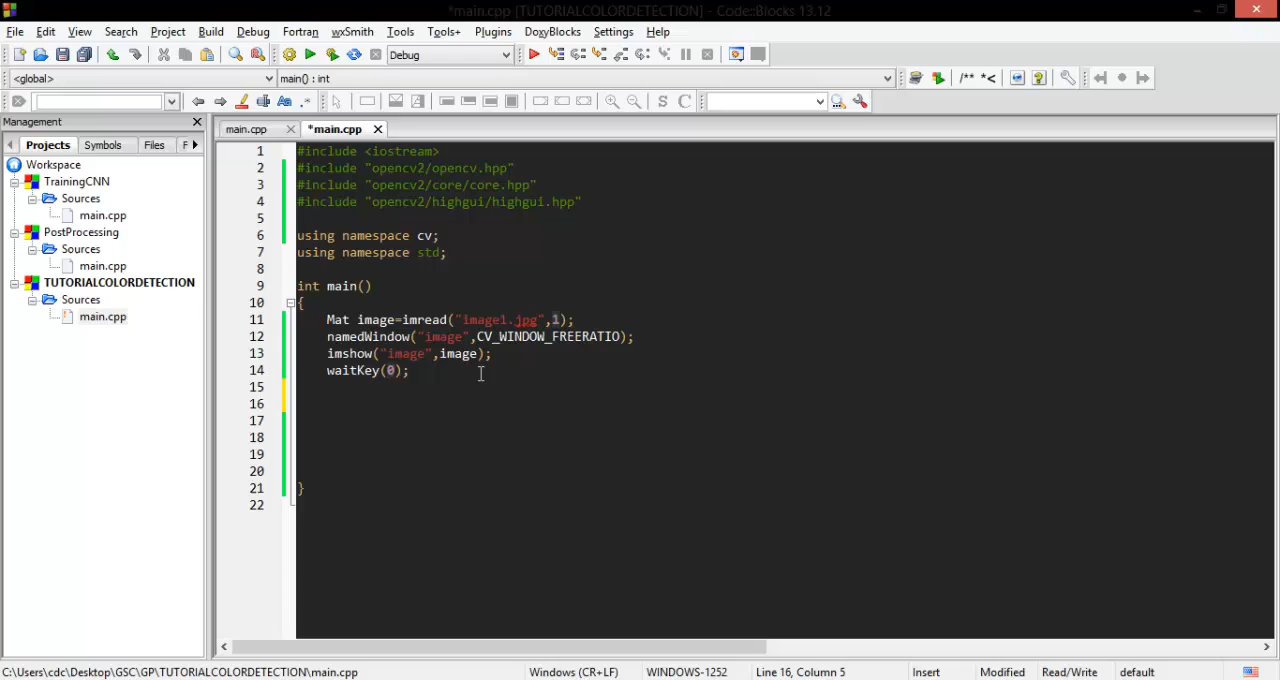 *main.cpp [TUTORIALCOLORDETECTION] - Code::Blocks 13.12
File Edit View Search Project Build Debug Fortran wxSmith Tools Tools+ Plugins DoxyBlocks Settings Help
Debug
<global> main() : int /** *<
Aa .* S C
Management
main.cpp *main.cpp
Projects Symbols Files F
Workspace
TrainingCNN
Sources
main.cpp
PostProcessing
Sources
main.cpp
TUTORIALCOLORDETECTION
Sources
main.cpp
1 #include <iostream>
2 #include "opencv2/opencv.hpp"
3 #include "opencv2/core/core.hpp"
4 #include "opencv2/highgui/highgui.hpp"
5
6 using namespace cv;
7 using namespace std;
8
9 int main()
10 {
11 Mat image=imread("image1.jpg",1);
12 namedWindow("image",CV_WINDOW_FREERATIO);
13 imshow("image",image);
14 waitKey(0);
15
16
17
18
19
20
21 }
22
C:\Users\cdc\Desktop\GSC\GP\TUTORIALCOLORDETECTION\main.cpp Windows (CR+LF) WINDOWS-1252 Line 16, Column 5 Insert Modified Read/Write default